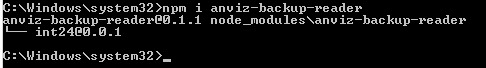 C:\Windows\system32>npm i anviz-backup-reader
anviz-backup-reader@0.1.1 node_modules\anviz-backup-reader
└── int24@0.0.1
C:\Windows\system32>_